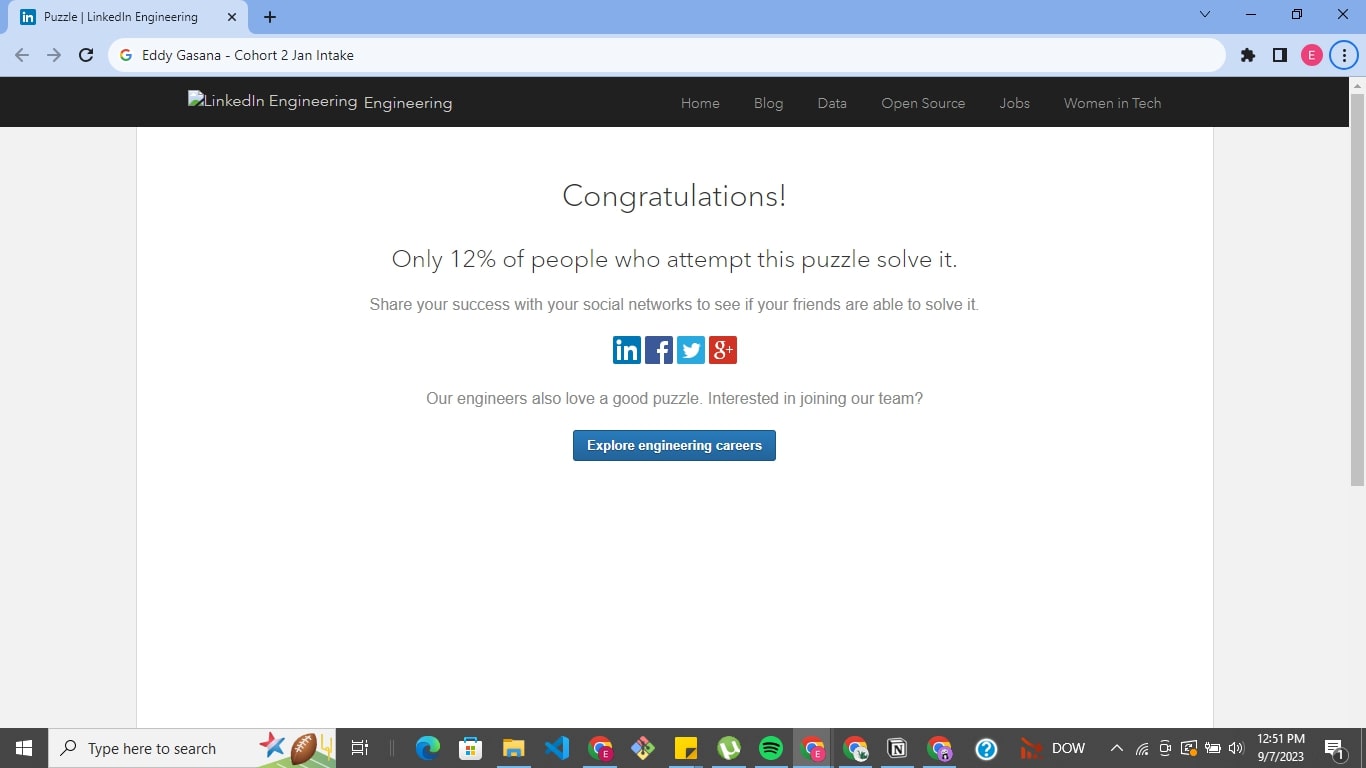 Puzzle | LinkedIn Engineering
Eddy Gasana - Cohort 2 Jan Intake
E
LinkedIn Engineering Engineering
Home Blog Data Open Source Jobs Women in Tech
Congratulations!
Only 12% of people who attempt this puzzle solve it.
Share your success with your social networks to see if your friends are able to solve it.
in f g+
Our engineers also love a good puzzle. Interested in joining our team?
Explore engineering careers
Type here to search
DOW
12:51 PM
9/7/2023
1